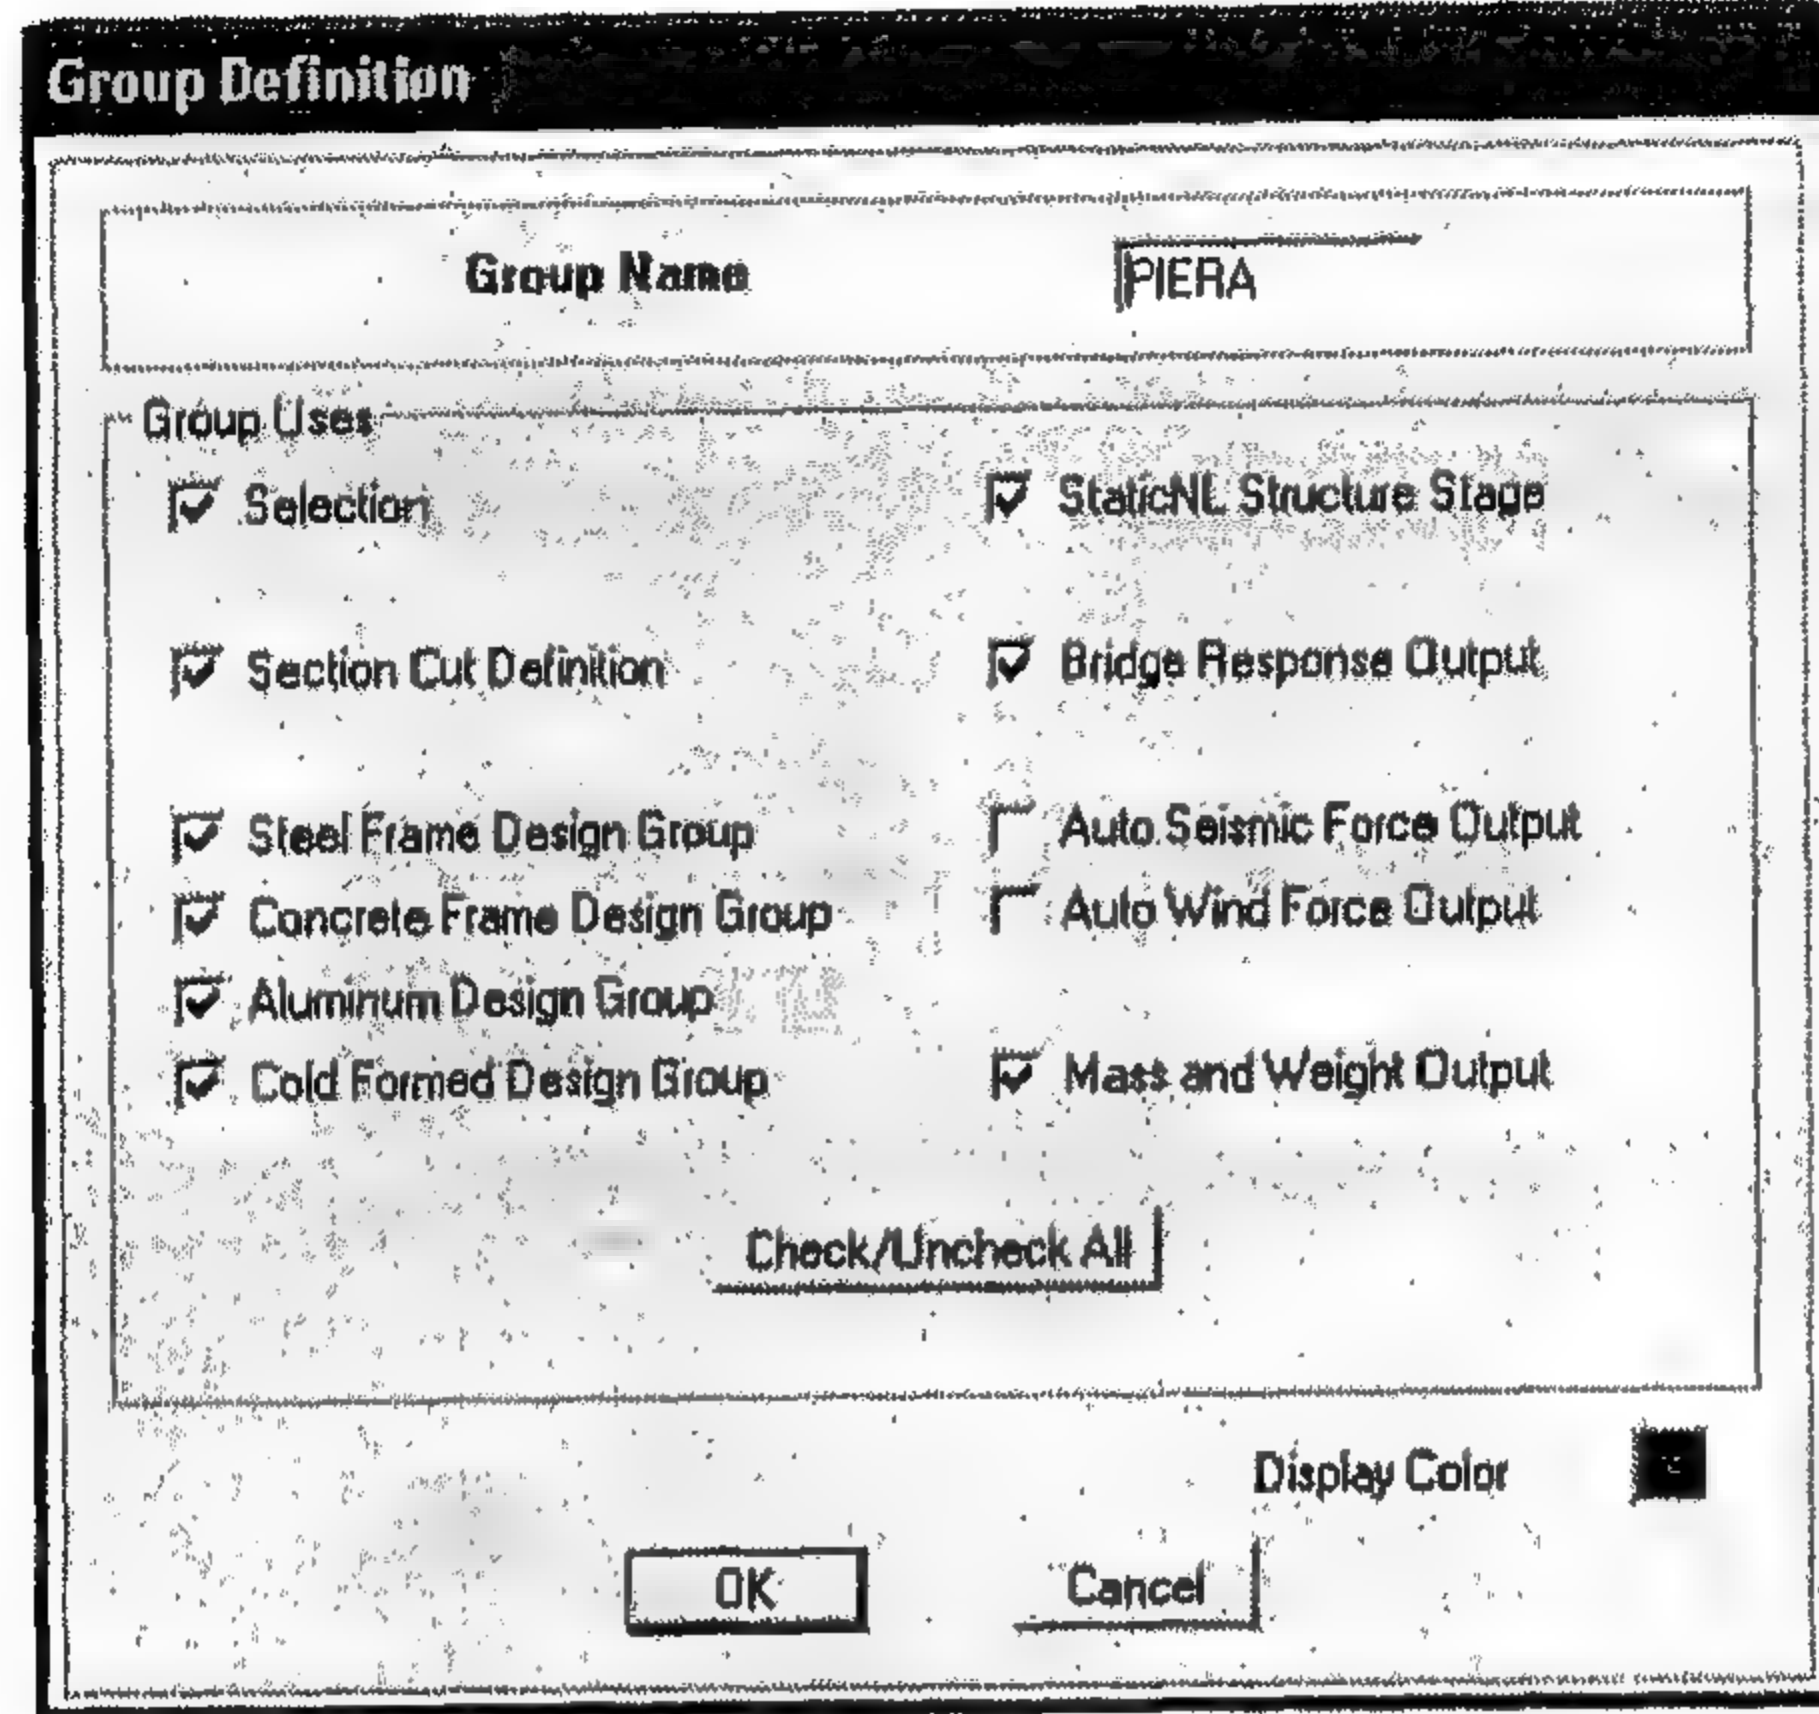 Group Definition
Group Name PIERA
Group Uses
Selection StaticNL Structure Stage
Section Cut Definition Bridge Response Output
Steel Frame Design Group Auto Seismic Force Output
Concrete Frame Design Group Auto Wind Force Output
Aluminum Design Group
Cold Formed Design Group Mass and Weight Output
Check/Uncheck All
Display Color
OK Cancel